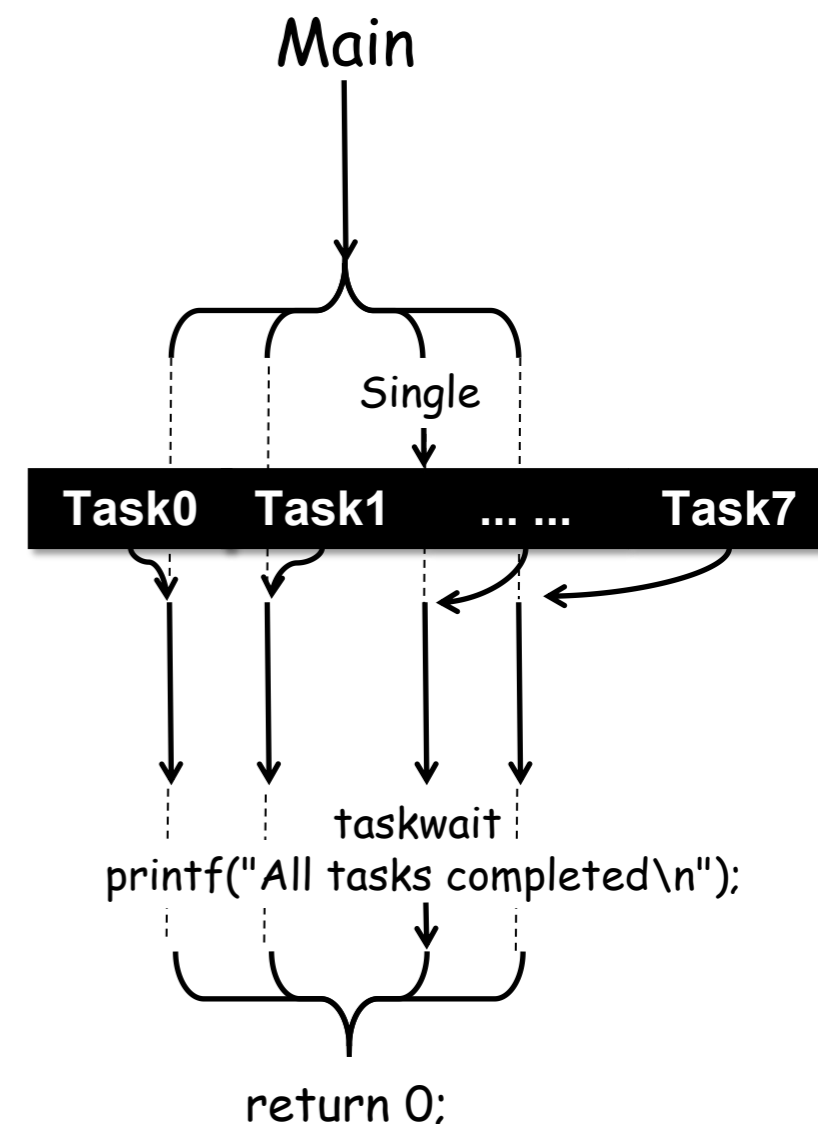 Main
Single
Task0 Task1 ... ... Task7
taskwait
printf("All tasks completed\n");
return 0;